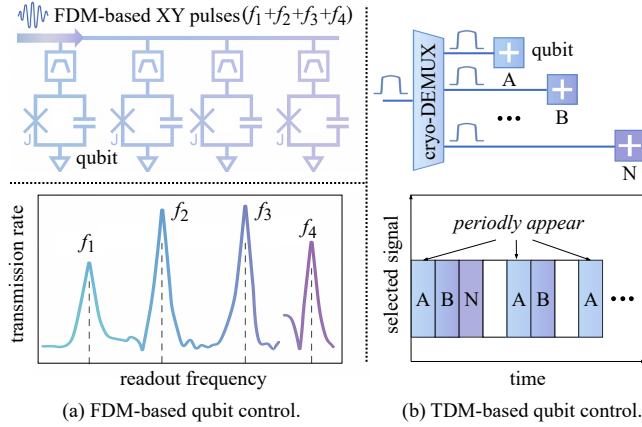 FDM-based XY pulses (f1+f2+f3+f4)
J
J
J
J
qubit
transmission rate
f1
f2
f3
f4
readout frequency
(a) FDM-based qubit control.
cryo-DEMUX
qubit
A
B
•••
N
selected signal
periodly appear
A B N A B A •••
time
(b) TDM-based qubit control.